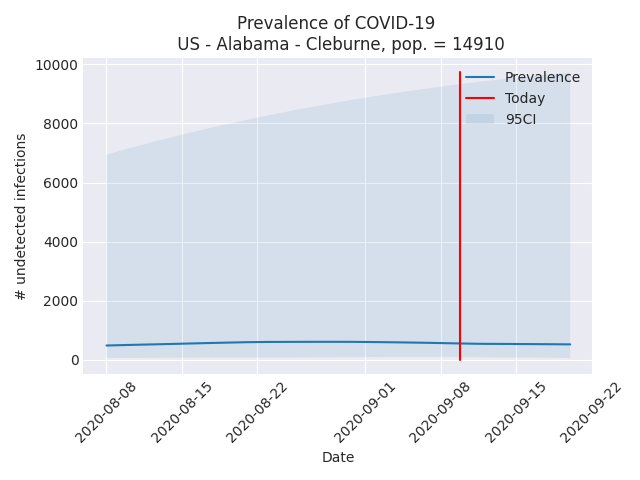 Prevalence of COVID-19
US - Alabama - Cleburne, pop. = 14910
10000
8000
6000
4000
2000
0
# undetected infections
Prevalence
Today
95CI
2020-08-08
2020-08-15
2020-08-22
2020-09-01
2020-09-08
2020-09-15
2020-09-22
Date